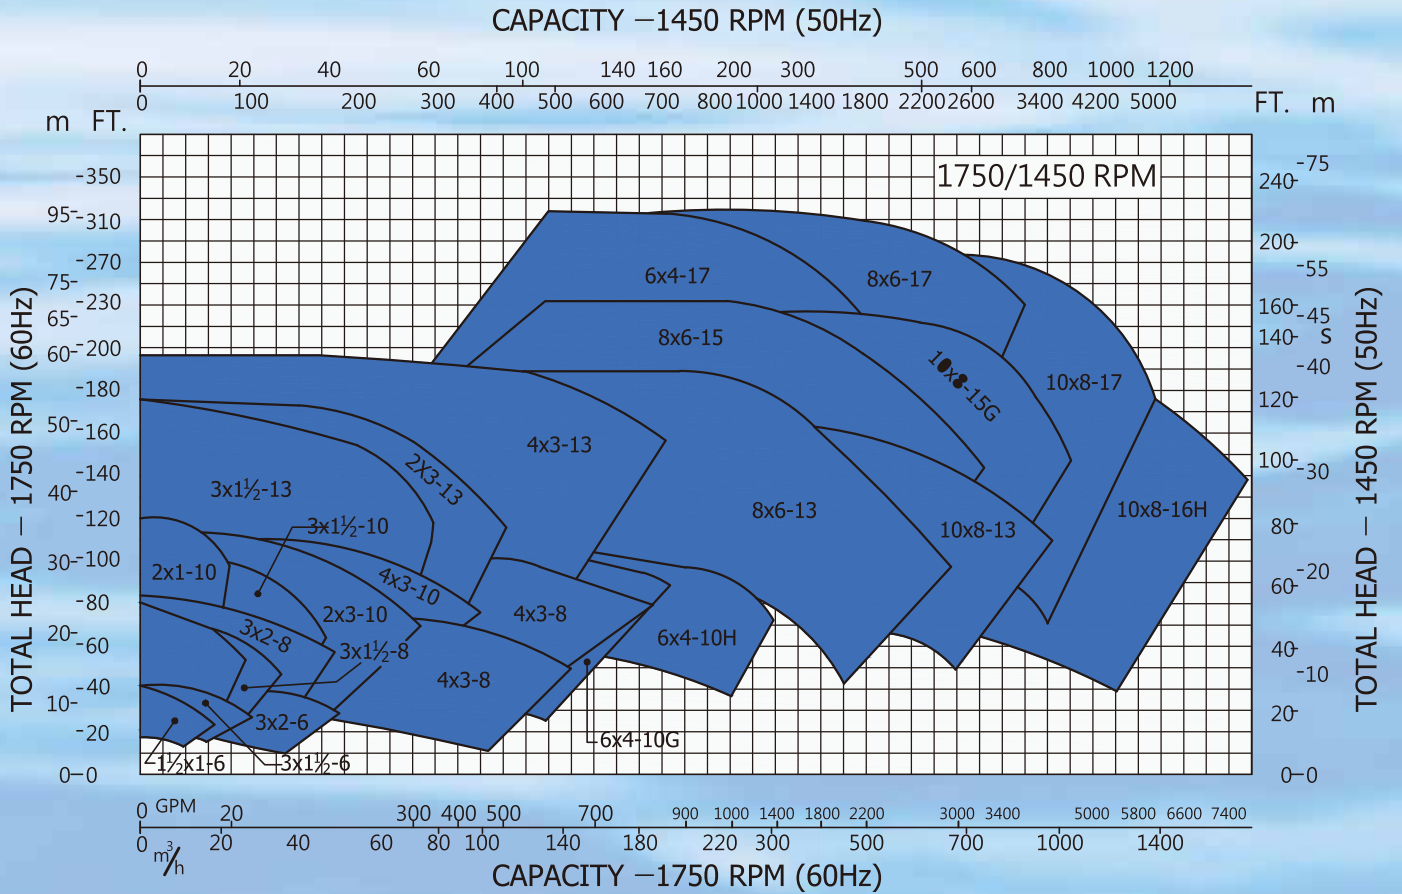 CAPACITY −1450 RPM (50Hz)
0 20 40 60 100 140 160 200 300 500 600 800 1000 1200
0 100 200 300 400 500 600 700 800 1000 1400 1800 2200 2600 3400 4200 5000
m FT.
FT. m
1750/1450 RPM
TOTAL HEAD − 1750 RPM (60Hz)
95 75 65 60 50 40 30 20 10 0
-350
-310
-270
-230
-200
-180
-160
-140
-120
-100
-80
-60
-40
-20
-0
240
200
160
140
120
100
80
60
40
20
0
-75
-55
-45
S
-40
-30
-20
-10
-0
TOTAL HEAD − 1450 RPM (50Hz)
6x4-17
8x6-17
8x6-15
10x8-15G
10x8-17
4x3-13
2X3-13
3x1½-13
8x6-13
10x8-13
10x8-16H
3x1½-10
2x1-10
4x3-10
2x3-10
4x3-8
6x4-10H
3x2-8
3x1½-8
4x3-8
3x2-6
6x4-10G
1½x1-6
3x1½-6
0 GPM 20 300 400 500 700 900 1000 1400 1800 2200 3000 3400 5000 5800 6600 7400
0 m³/h 20 40 60 80 100 140 180 220 300 500 700 1000 1400
CAPACITY −1750 RPM (60Hz)